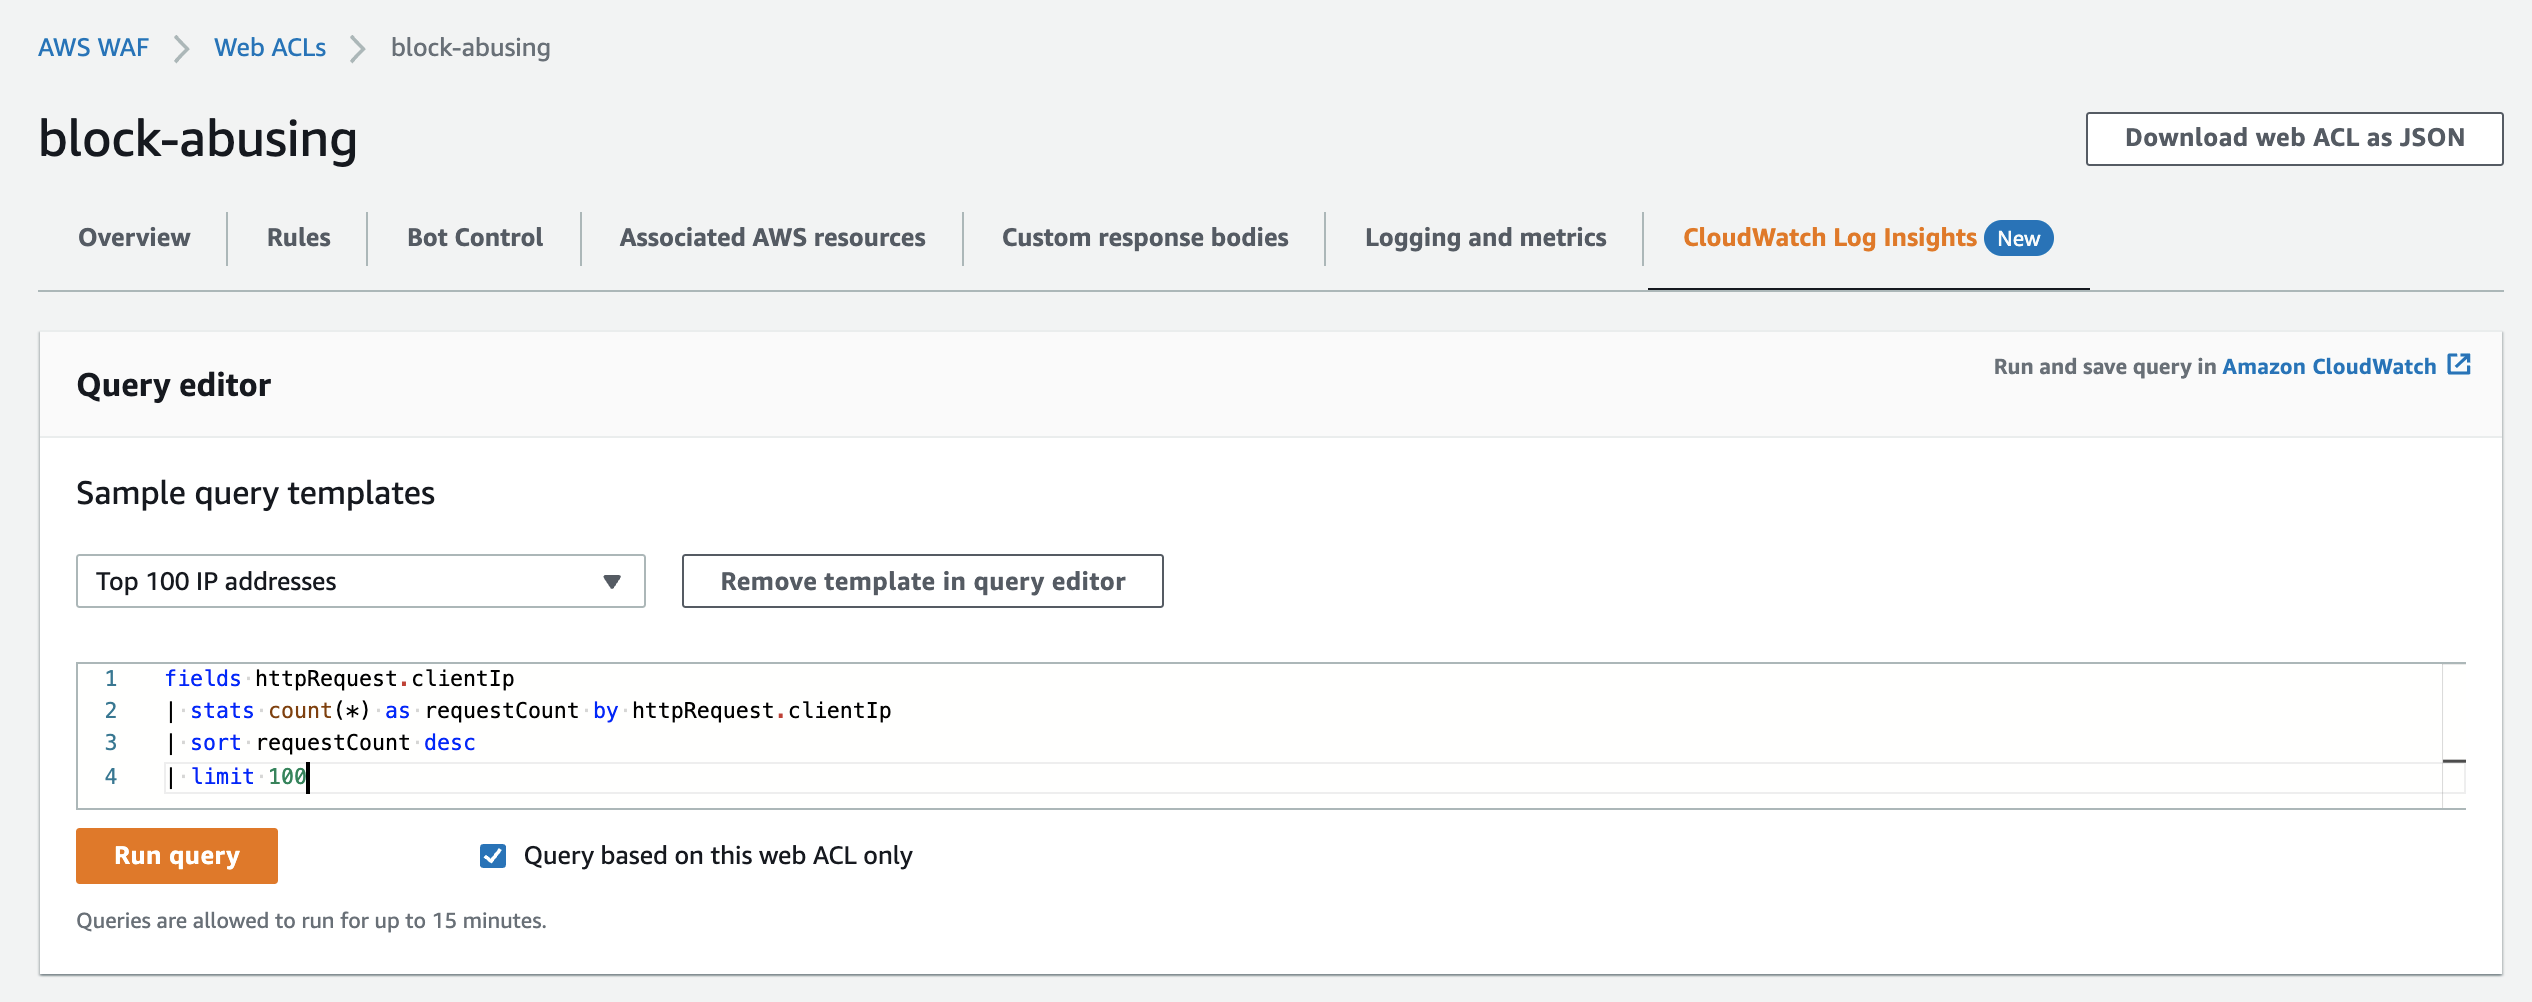 AWS WAF > Web ACLs > block-abusing
block-abusing
Download web ACL as JSON
Overview
Rules
Bot Control
Associated AWS resources
Custom response bodies
Logging and metrics
CloudWatch Log Insights New
Query editor
Run and save query in Amazon CloudWatch
Sample query templates
Top 100 IP addresses
Remove template in query editor
1 fields httpRequest.clientIp
2 | stats count(*) as requestCount by httpRequest.clientIp
3 | sort requestCount desc
4 | limit 100
Run query
Query based on this web ACL only
Queries are allowed to run for up to 15 minutes.